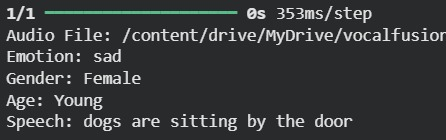 1/1 ━━━━━━━━━━━━━━━━━━━━ 0s 353ms/step
Audio File: /content/drive/MyDrive/vocalfusion
Emotion: sad
Gender: Female
Age: Young
Speech: dogs are sitting by the door